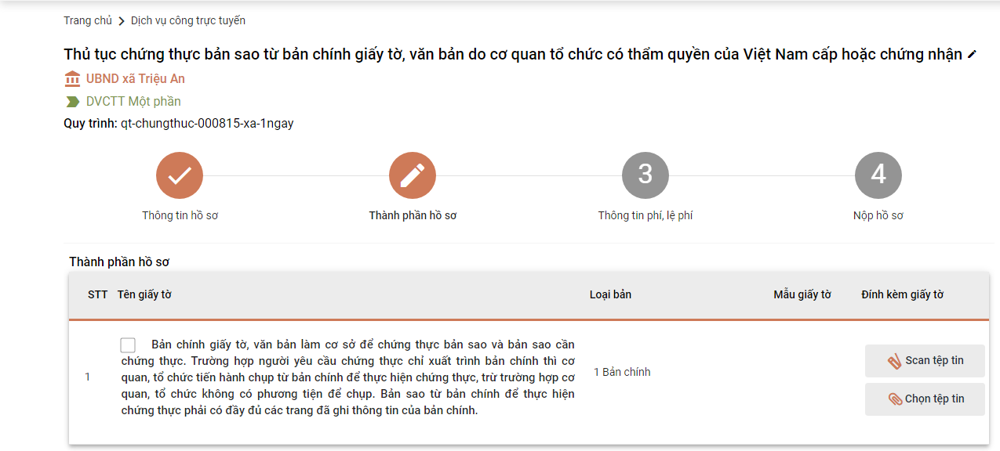 Trang chủ > Dịch vụ công trực tuyến
Thủ tục chứng thực bản sao từ bản chính giấy tờ, văn bản do cơ quan tổ chức có thẩm quyền của Việt Nam cấp hoặc chứng nhận
UBND xã Triệu An
DVCTT Một phần
Quy trình: qt-chungthuc-000815-xa-1ngay
3 4
Thông tin hồ sơ Thành phần hồ sơ Thông tin phí, lệ phí Nộp hồ sơ
Thành phần hồ sơ
STT Tên giấy tờ Loại bản Mẫu giấy tờ Đính kèm giấy tờ
1
Bản chính giấy tờ, văn bản làm cơ sở để chứng thực bản sao và bản sao cần
chứng thực. Trường hợp người yêu cầu chứng thực chỉ xuất trình bản chính thì cơ
quan, tổ chức tiến hành chụp từ bản chính để thực hiện chứng thực, trừ trường hợp cơ
quan, tổ chức không có phương tiện để chụp. Bản sao từ bản chính để thực hiện
chứng thực phải có đầy đủ các trang đã ghi thông tin của bản chính.
1 Bản chính
Scan tệp tin
Chọn tệp tin